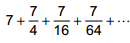 7 + 7/4 + 7/16 + 7/64 + ···